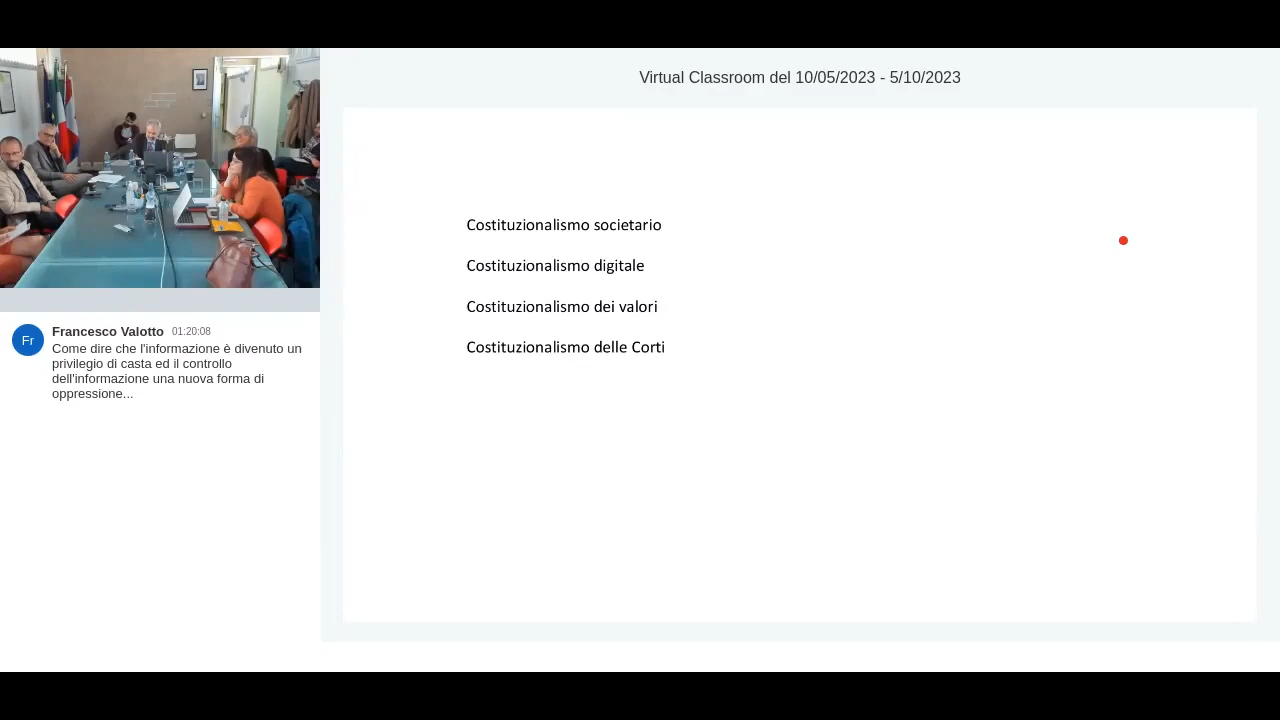 Virtual Classroom del 10/05/2023 - 5/10/2023
Costituzionalismo societario
Costituzionalismo digitale
Costituzionalismo dei valori
Costituzionalismo delle Corti
Fr
Francesco Valotto 01:20:08
Come dire che l'informazione è divenuto un
privilegio di casta ed il controllo
dell'informazione una nuova forma di
oppressione...